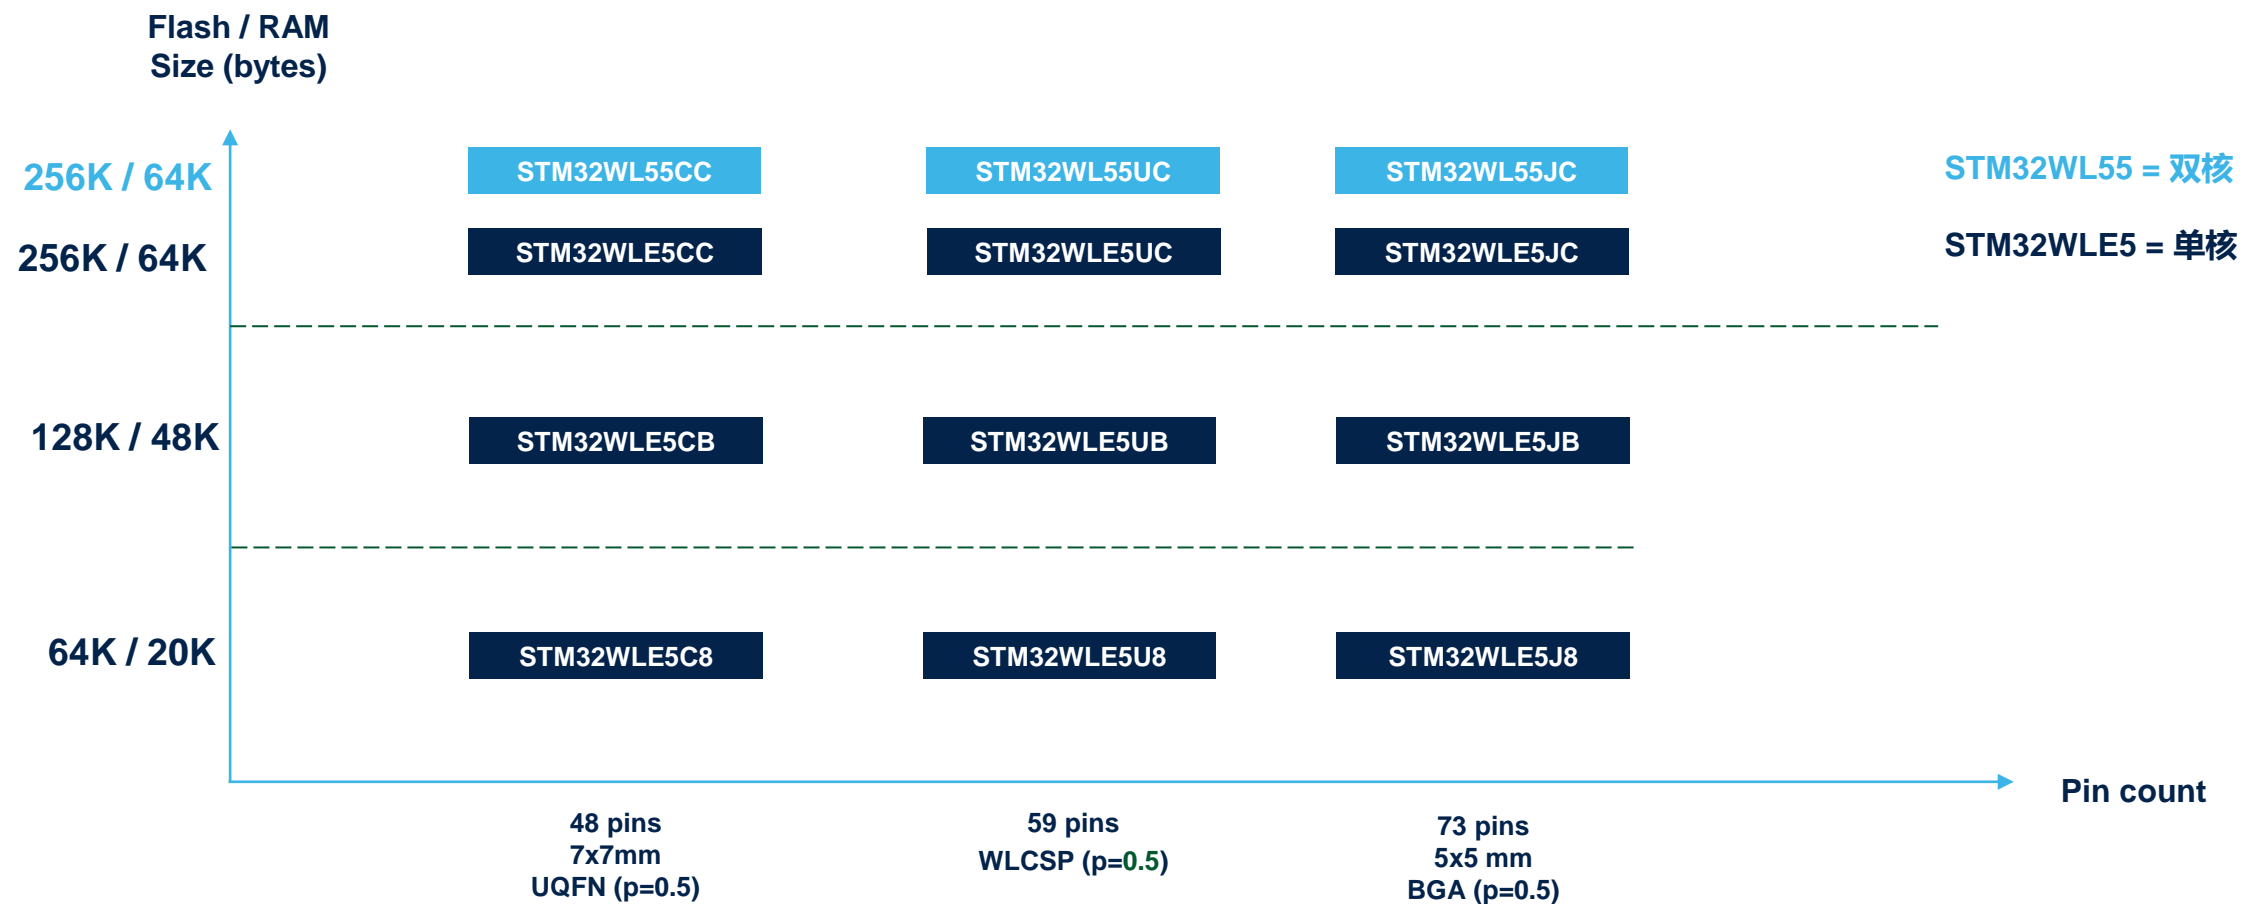 Flash / RAM
Size (bytes)
256K / 64K
STM32WL55CC
STM32WL55UC
STM32WL55JC
STM32WL55 = 双核
256K / 64K
STM32WLE5CC
STM32WLE5UC
STM32WLE5JC
STM32WLE5 = 单核
128K / 48K
STM32WLE5CB
STM32WLE5UB
STM32WLE5JB
64K / 20K
STM32WLE5C8
STM32WLE5U8
STM32WLE5J8
Pin count
48 pins
7x7mm
UQFN (p=0.5)
59 pins
WLCSP (p=0.5)
73 pins
5x5 mm
BGA (p=0.5)